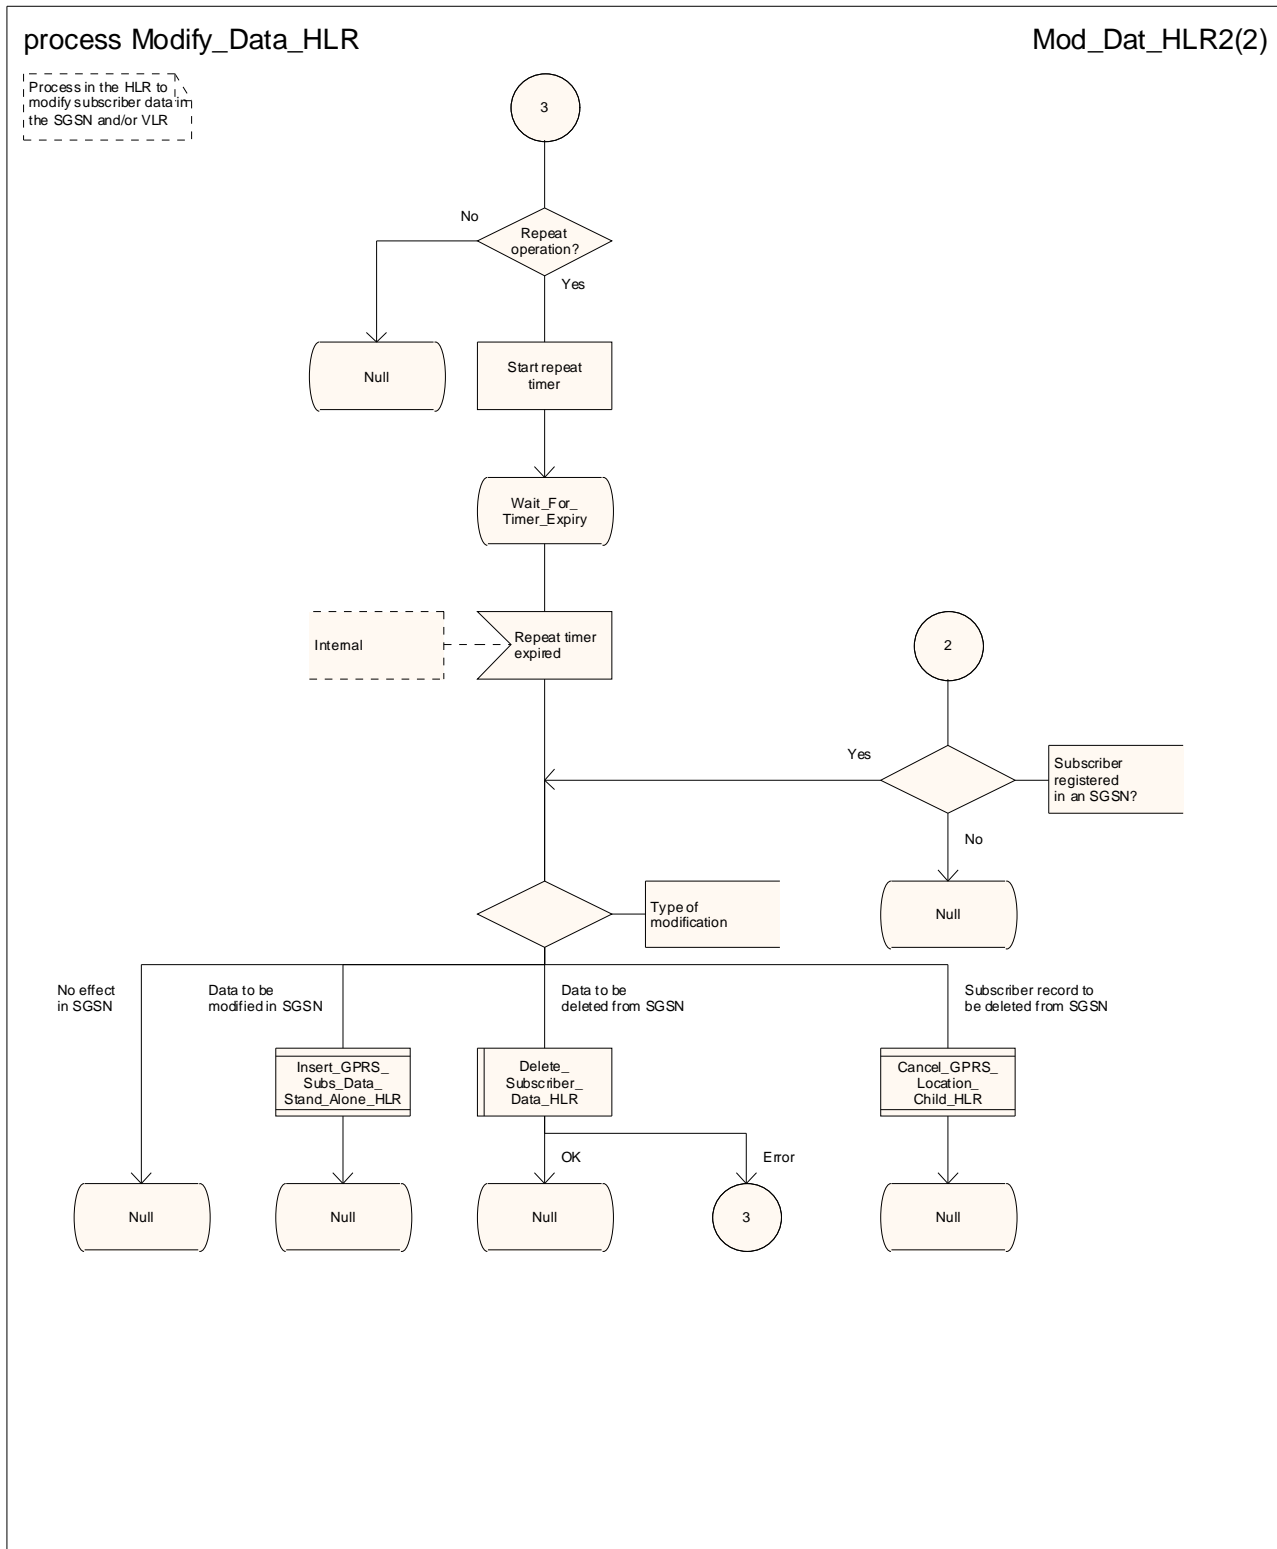 process Modify_Data_HLR
Mod_Dat_HLR2(2)
Process in the HLR to
modify subscriber data in
the SGSN and/or VLR
3
No
Repeat
operation?
Yes
Null
Start repeat
timer
Wait_For_
Timer_Expiry
Internal
Repeat timer
expired
2
Yes
Subscriber
registered
in an SGSN?
No
Type of
modification
Null
No effect
in SGSN
Data to be
modified in SGSN
Data to be
deleted from SGSN
Subscriber record to
be deleted from SGSN
Insert_GPRS_
Subs_Data_
Stand_Alone_HLR
Delete_
Subscriber_
Data_HLR
Cancel_GPRS_
Location_
Child_HLR
OK
Error
Null
Null
Null
3
Null